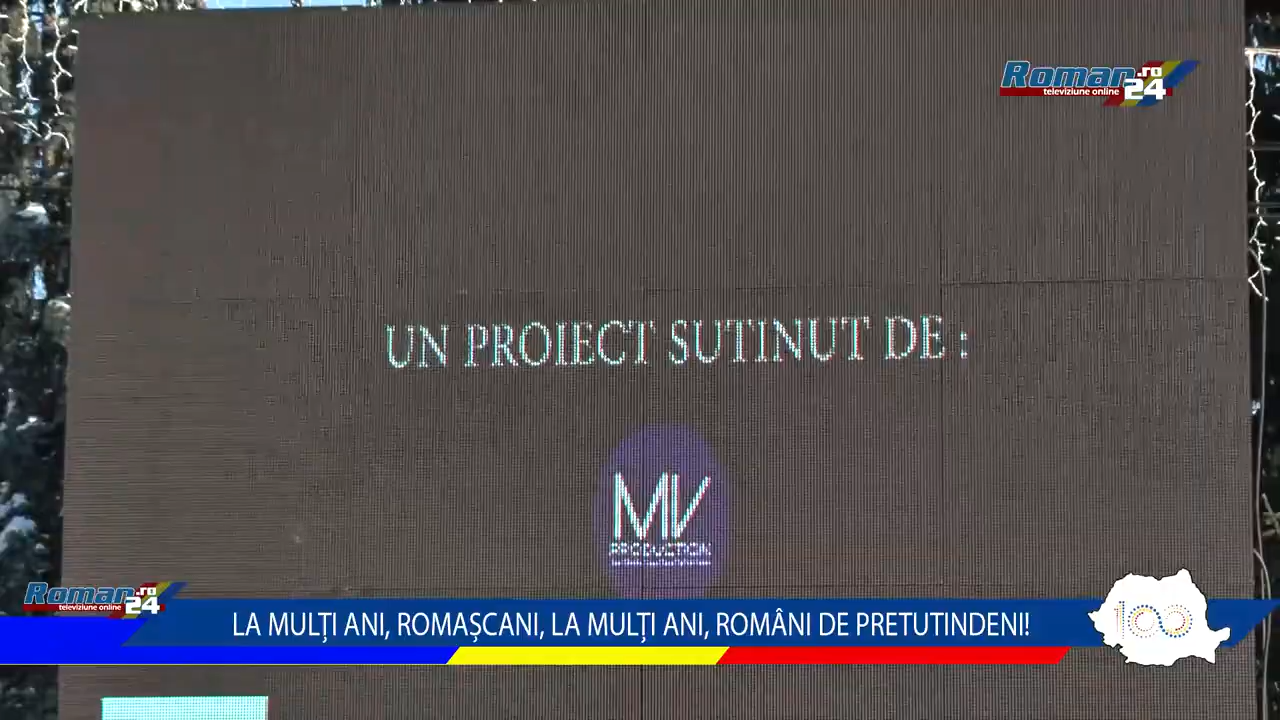 Roman.ro
televiziune online 24
UN PROIECT SUTINUT DE :
MV
PRODUCTION
Roman.ro
televiziune online 24
LA MULȚI ANI, ROMAȘCANI, LA MULȚI ANI, ROMÂNI DE PRETUTINDENI!
100